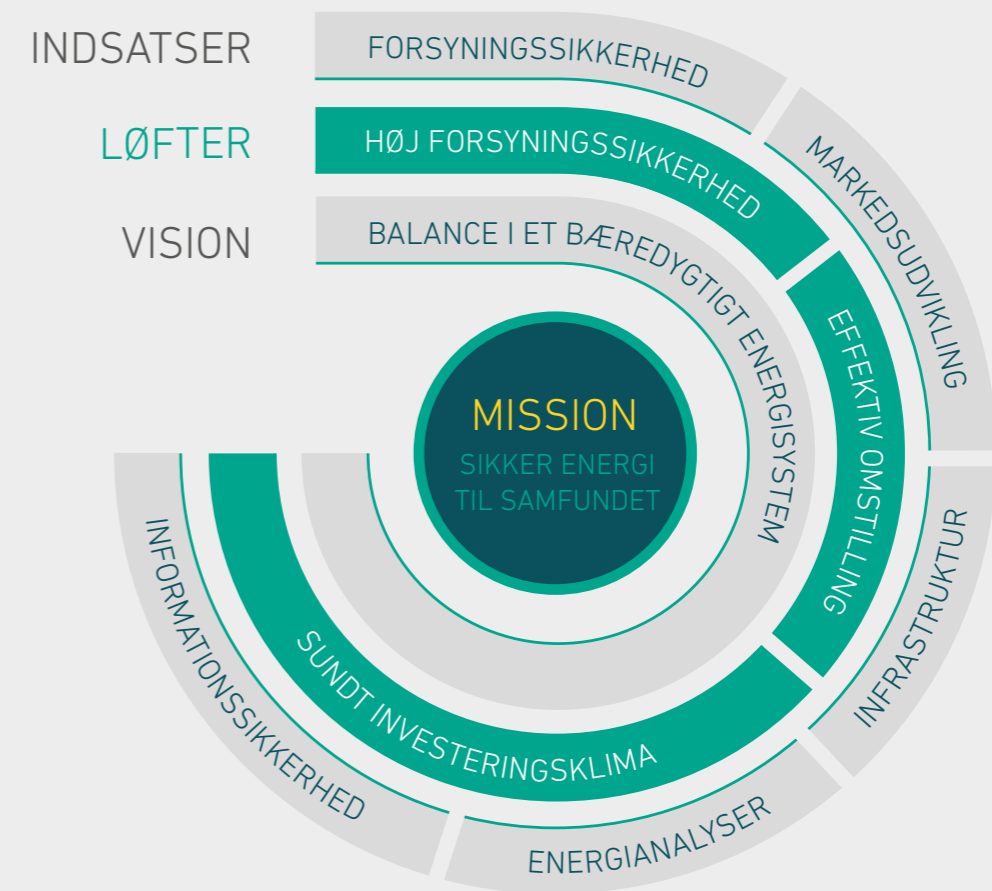 INDSATSER
FORSYNINGSSIKKERHED
MARKEDSUDVIKLING
INFRASTRUKTUR
ENERGIANALYSER
INFORMATIONSSIKKERHED
LØFTER
HØJ FORSYNINGSSIKKERHED
EFFEKTIV OMSTILLING
SUNDT INVESTERINGSKLIMA
VISION
BALANCE I ET BÆREDYGTIGT ENERGISYSTEM
MISSION
SIKKER ENERGI
TIL SAMFUNDET